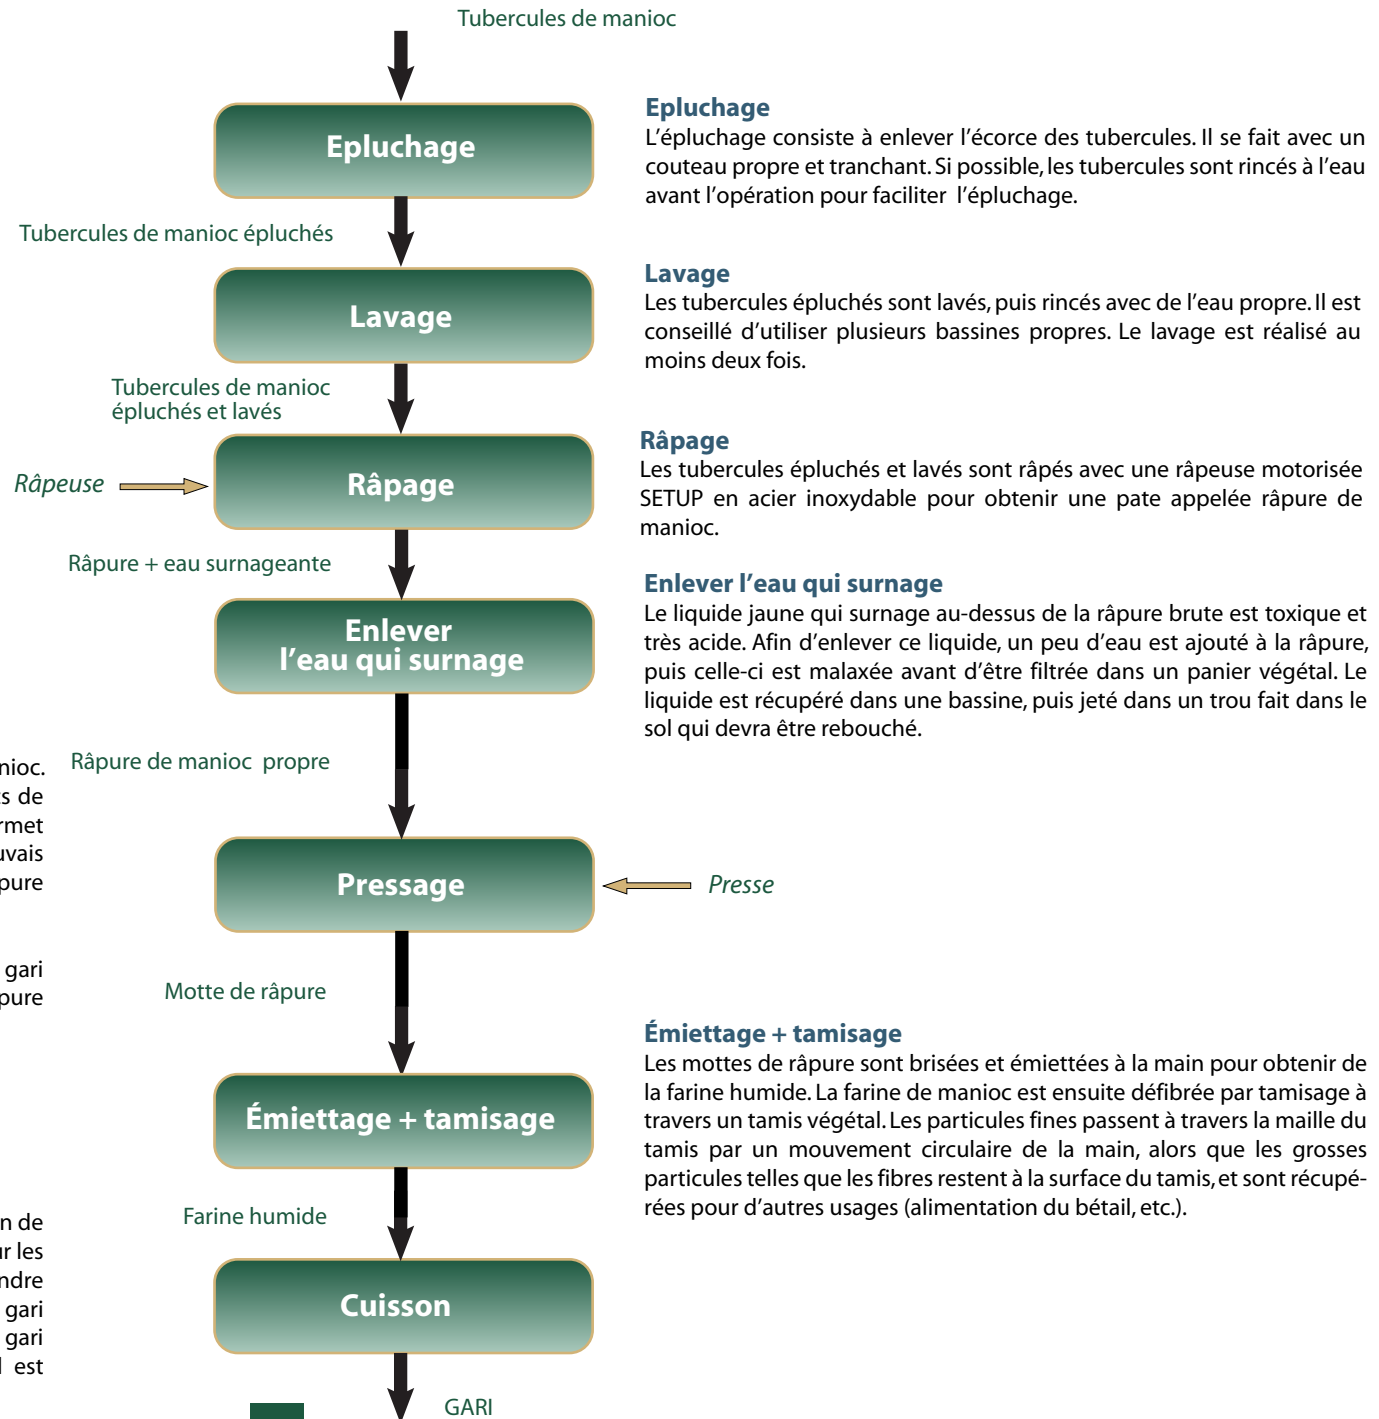 Tubercules de manioc
Epluchage
Tubercules de manioc épluchés
Lavage
Tubercules de manioc
épluchés et lavés
Râpeuse
Râpage
Râpure + eau surnageante
Enlever
l’eau qui surnage
Râpure de manioc propre
Pressage
Presse
Motte de râpure
Émiettage + tamisage
Farine humide
Cuisson
GARI
Epluchage
L’épluchage consiste à enlever l’écorce des tubercules. Il se fait avec un
couteau propre et tranchant. Si possible, les tubercules sont rincés à l’eau
avant l’opération pour faciliter l’épluchage.
Lavage
Les tubercules épluchés sont lavés, puis rincés avec de l’eau propre. Il est
conseillé d’utiliser plusieurs bassines propres. Le lavage est réalisé au
moins deux fois.
Râpage
Les tubercules épluchés et lavés sont râpés avec une râpeuse motorisée
SETUP en acier inoxydable pour obtenir une pate appelée râpure de
manioc.
Enlever l’eau qui surnage
Le liquide jaune qui surnage au-dessus de la râpure brute est toxique et
très acide. Afin d’enlever ce liquide, un peu d’eau est ajouté à la râpure,
puis celle-ci est malaxée avant d’être filtrée dans un panier végétal. Le
liquide est récupéré dans une bassine, puis jeté dans un trou fait dans le
sol qui devra être rebouché.
Émiettage + tamisage
Les mottes de râpure sont brisées et émiettées à la main pour obtenir de
la farine humide. La farine de manioc est ensuite défibrée par tamisage à
travers un tamis végétal. Les particules fines passent à travers la maille du
tamis par un mouvement circulaire de la main, alors que les grosses
particules telles que les fibres restent à la surface du tamis, et sont récupé-
rées pour d’autres usages (alimentation du bétail, etc.).
de
gari
de
les
gari
gari
est